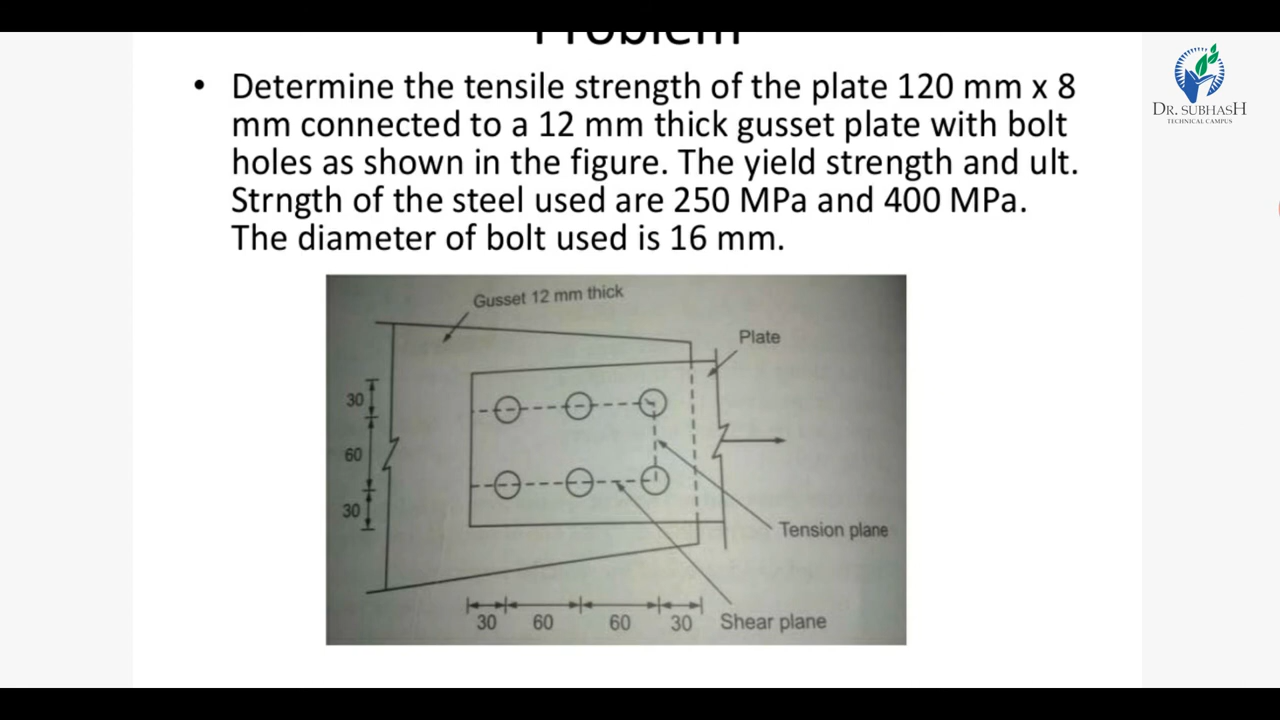 Problem
• Determine the tensile strength of the plate 120 mm x 8
mm connected to a 12 mm thick gusset plate with bolt
holes as shown in the figure. The yield strength and ult.
Strngth of the steel used are 250 MPa and 400 MPa.
The diameter of bolt used is 16 mm.
DR. SUBHASH
TECHNICAL CAMPUS
Gusset 12 mm thick
Plate
30
60
30
Tension plane
30 60 60 30
Shear plane